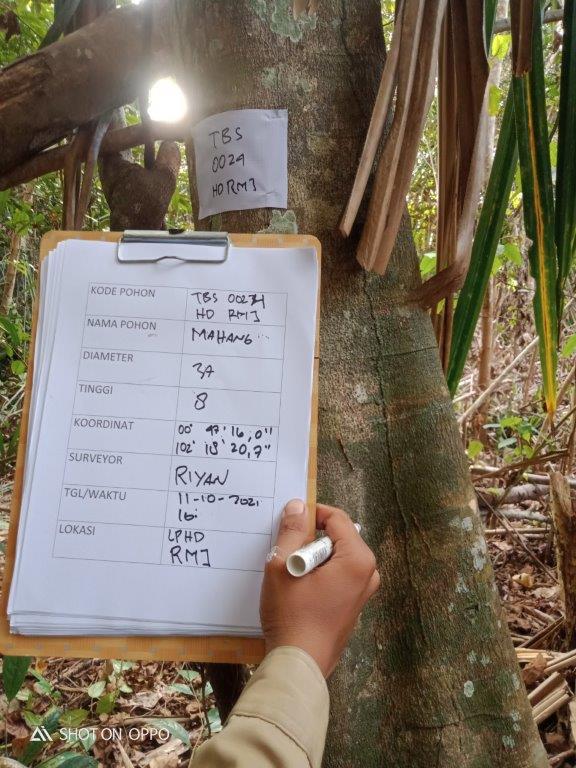 TBS
0024
HD RMJ
KODE POHON TBS 0024
HD RMJ
NAMA POHON MAHANG
DIAMETER 34
TINGGI 8
KOORDINAT 00° 47' 16,0"
102° 18' 20,7"
SURVEYOR RIYAN
TGL/WAKTU 11-10-2021
16:
LOKASI LPHD
RMJ
SHOT ON OPPO